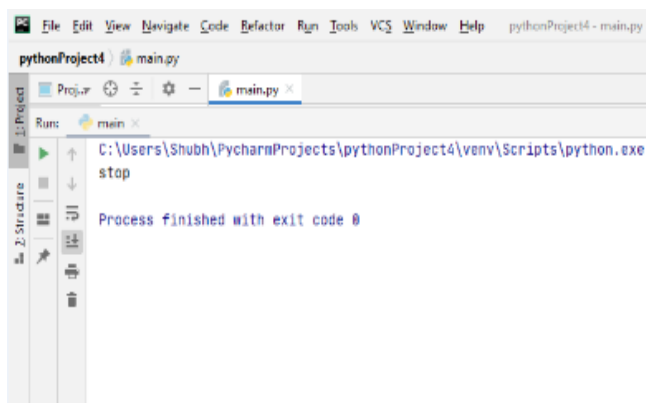 PC File Edit View Navigate Code Refactor Run Tools VCS Window Help pythonProject4 - main.py
pythonProject4 main.py
Proj.. main.py
1: Project
Run: main
C:\Users\Shubh\PycharmProjects\pythonProject4\venv\Scripts\python.exe
stop
Process finished with exit code 0
2: Structure